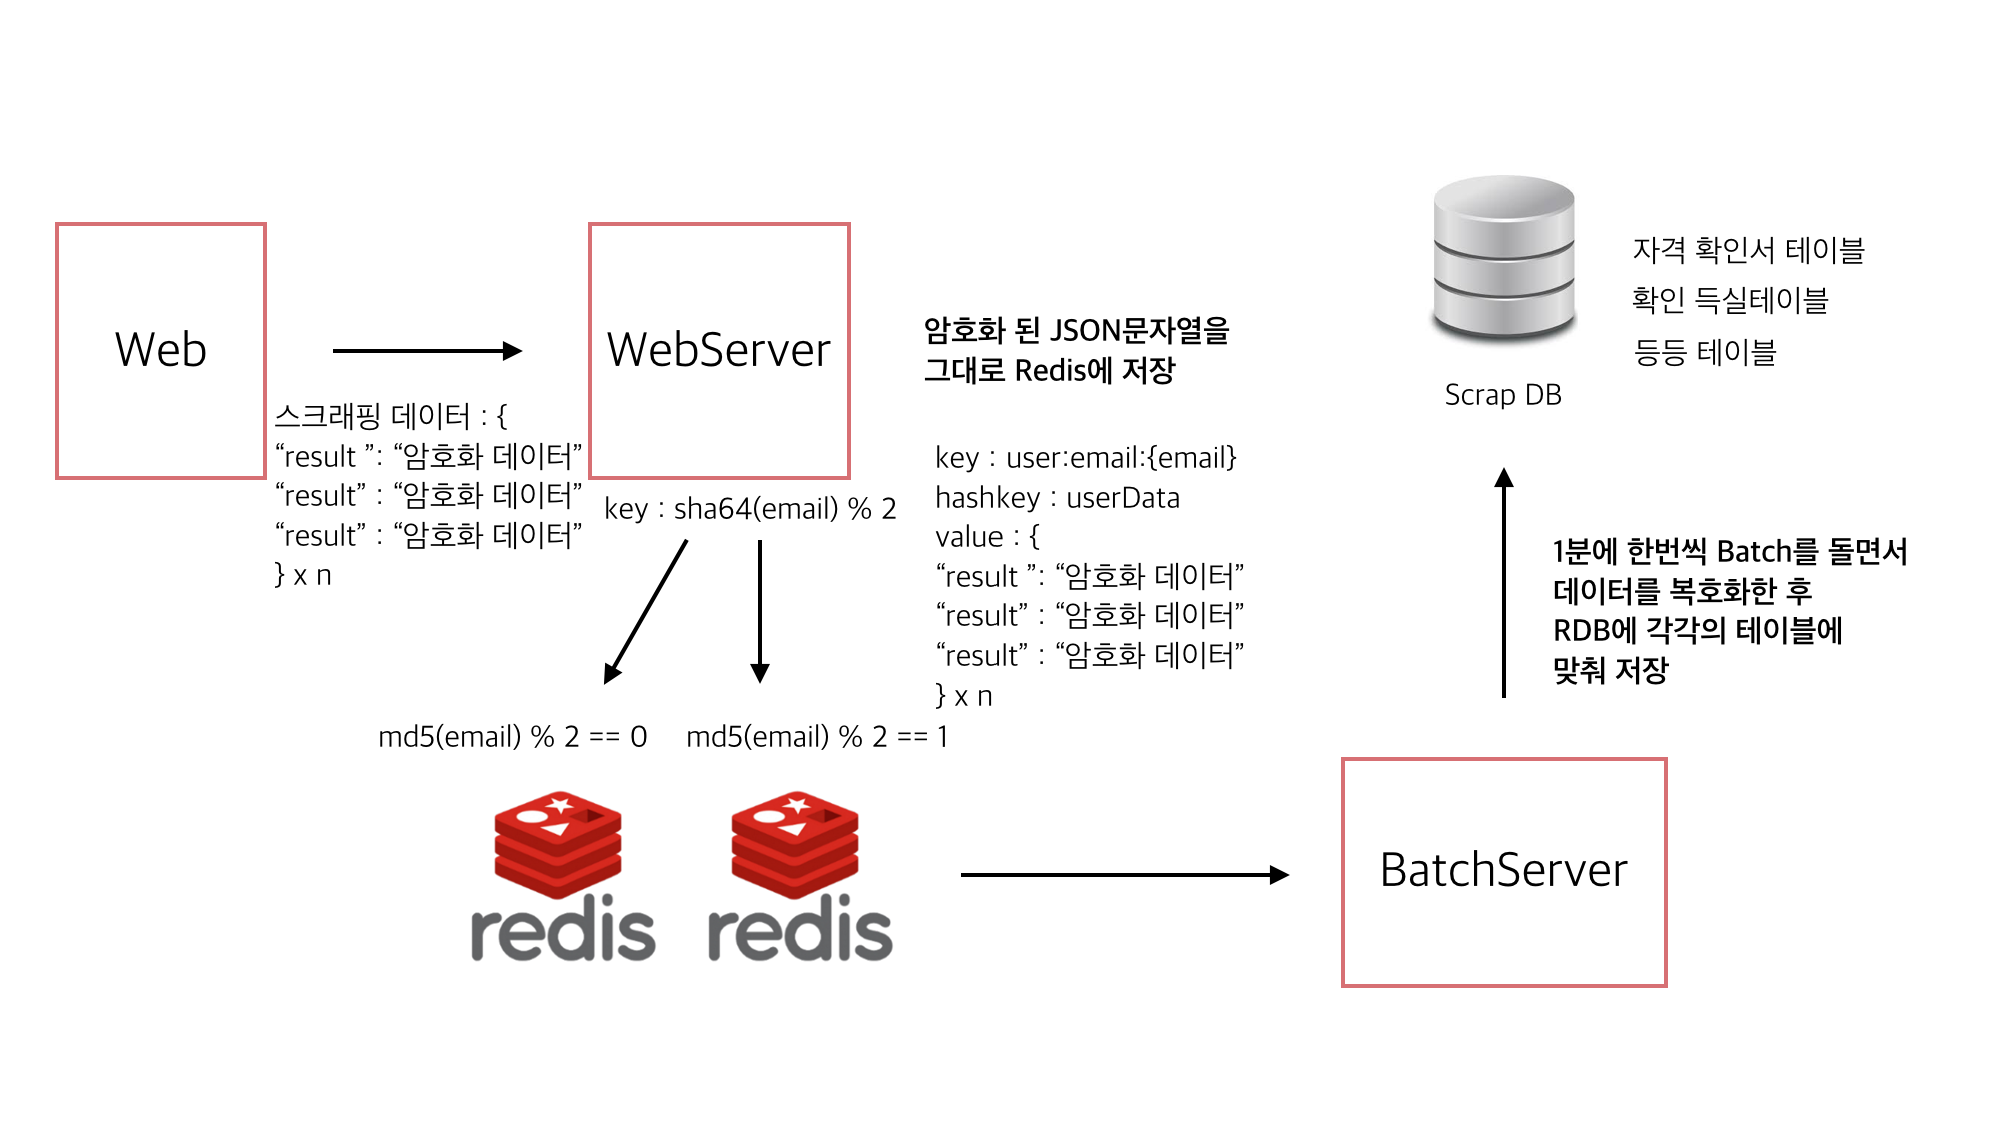 Web
스크래핑 데이터 : {
“result ”: “암호화 데이터”
“result” : “암호화 데이터”
“result” : “암호화 데이터”
} x n
WebServer
key : sha64(email) % 2
md5(email) % 2 == 0
md5(email) % 2 == 1
redis
redis
암호화 된 JSON문자열을
그대로 Redis에 저장
key : user:email:{email}
hashkey : userData
value : {
“result ”: “암호화 데이터”
“result” : “암호화 데이터”
“result” : “암호화 데이터”
} x n
BatchServer
1분에 한번씩 Batch를 돌면서
데이터를 복호화한 후
RDB에 각각의 테이블에
맞춰 저장
Scrap DB
자격 확인서 테이블
확인 득실테이블
등등 테이블